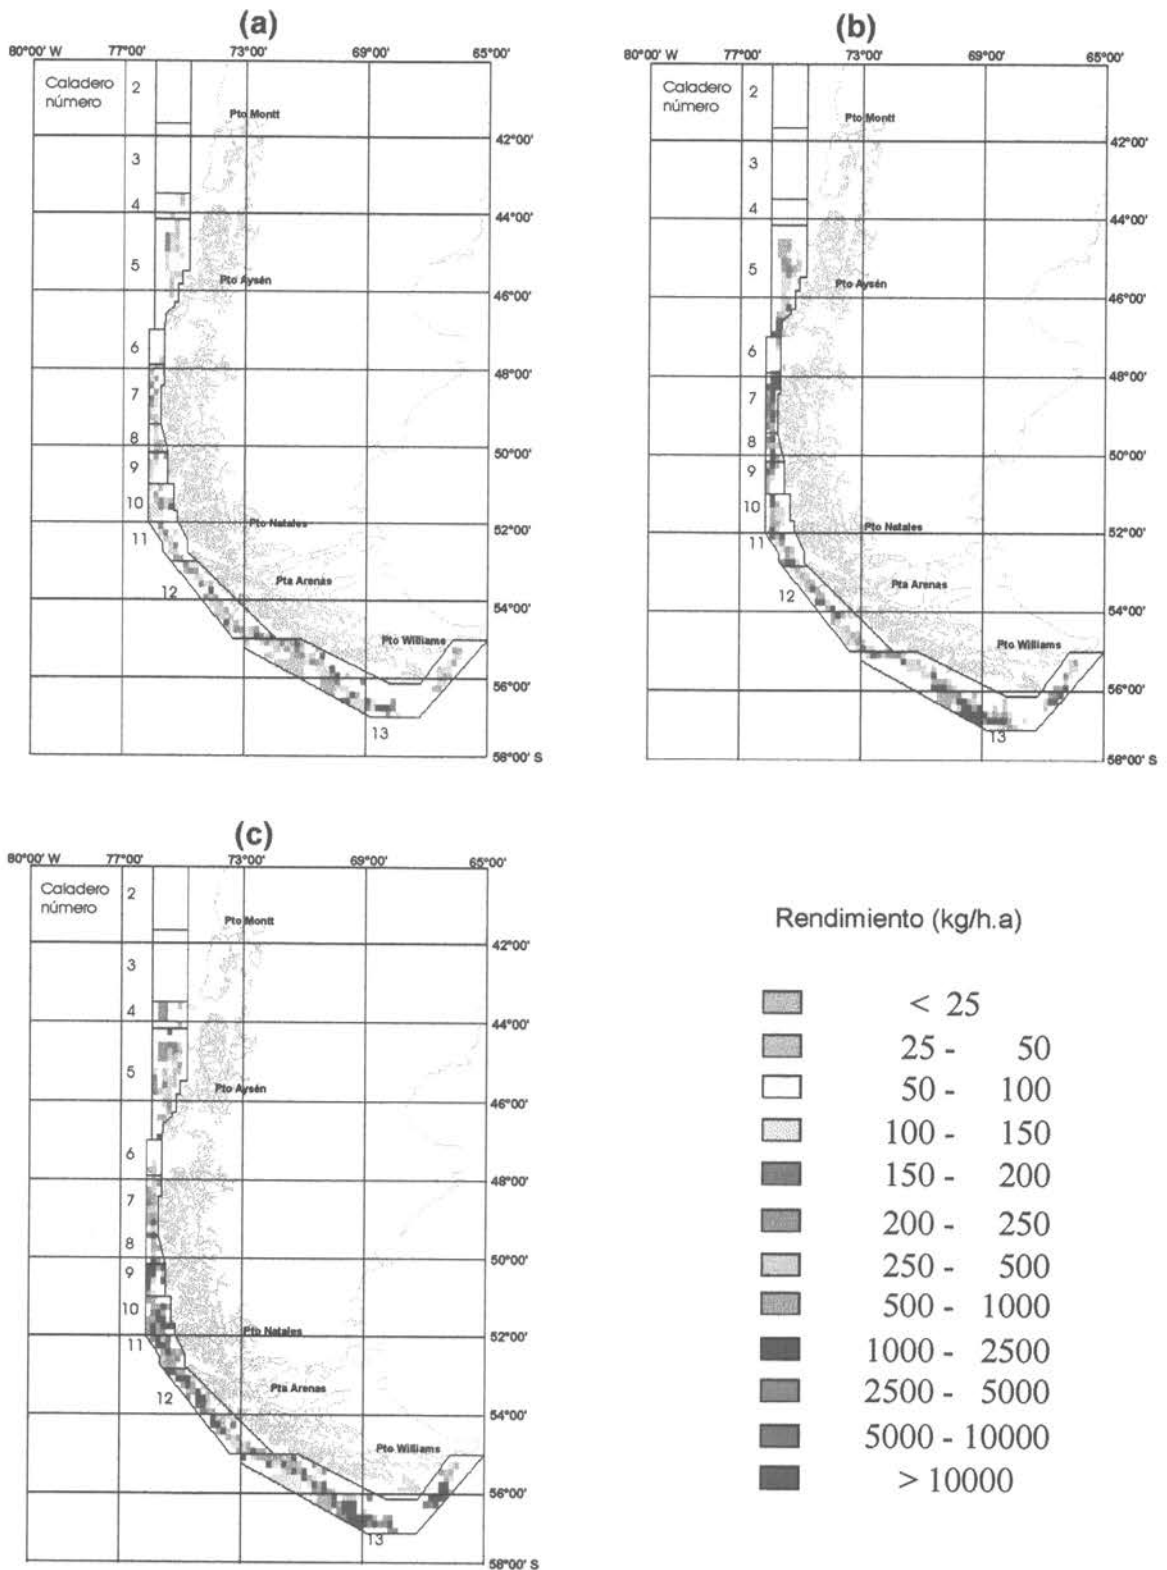 (a)
80°00' W 77°00' 73°00' 69°00' 65°00'
Caladero
número
2
Pto Montt
42°00'
3
4
44°00'
5
Pto Aysén
46°00'
6
48°00'
7
8
50°00'
9
10
Pto Natales
52°00'
11
Pta Arenas
12
54°00'
Pto Williams
56°00'
13
58°00' S
(b)
80°00' W 77°00' 73°00' 69°00' 65°00'
Caladero
número
2
Pto Montt
42°00'
3
4
44°00'
5
Pto Aysén
46°00'
6
48°00'
7
8
50°00'
9
10
Pto Natales
52°00'
11
Pta Arenas
12
54°00'
Pto Williams
56°00'
13
58°00' S
(c)
80°00' W 77°00' 73°00' 69°00' 65°00'
Caladero
número
2
Pto Montt
42°00'
3
4
44°00'
5
Pto Aysén
46°00'
6
48°00'
7
8
50°00'
9
10
Pto Natales
52°00'
11
Pta Arenas
12
54°00'
Pto Williams
56°00'
13
58°00' S
Rendimiento (kg/h.a)
< 25
25 - 50
50 - 100
100 - 150
150 - 200
200 - 250
250 - 500
500 - 1000
1000 - 2500
2500 - 5000
5000 - 10000
> 10000